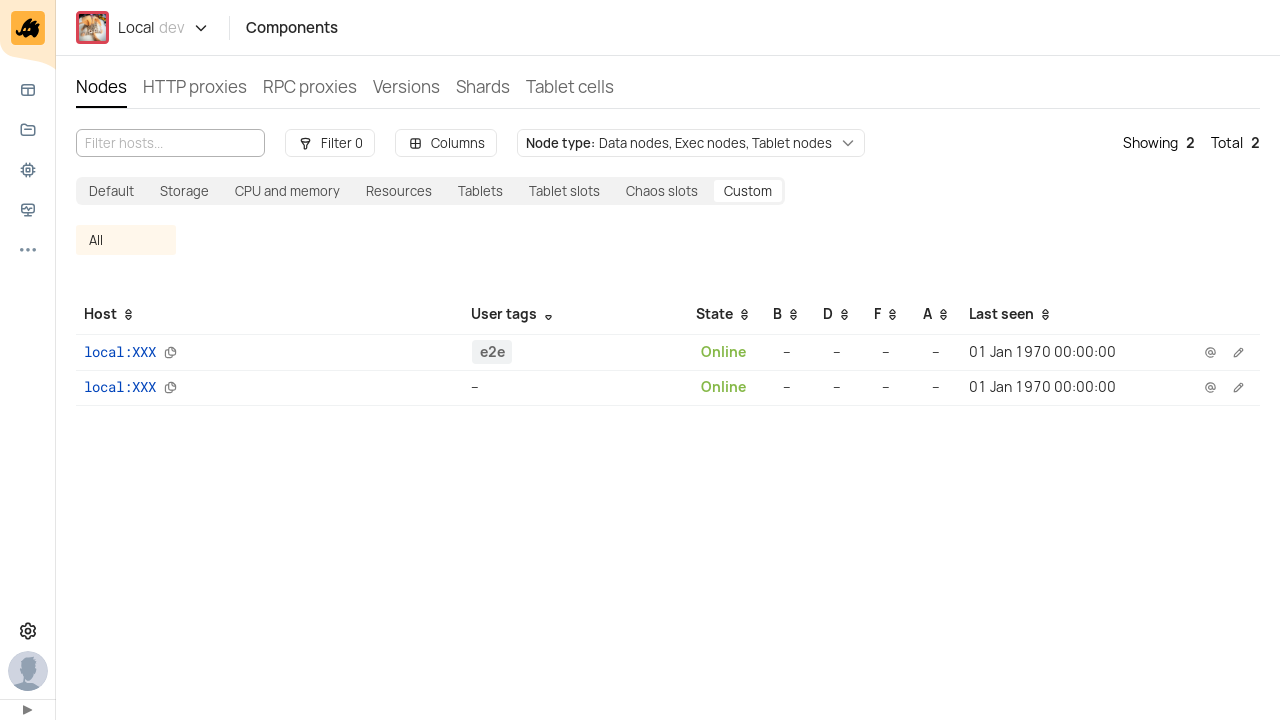 Local dev
Components
Nodes HTTP proxies RPC proxies Versions Shards Tablet cells
Filter hosts... Filter 0 Columns Node type: Data nodes, Exec nodes, Tablet nodes Showing 2 Total 2
Default Storage CPU and memory Resources Tablets Tablet slots Chaos slots Custom
All
Host User tags State B D F A Last seen
local:XXX e2e Online – – – – 01 Jan 1970 00:00:00
local:XXX – Online – – – – 01 Jan 1970 00:00:00